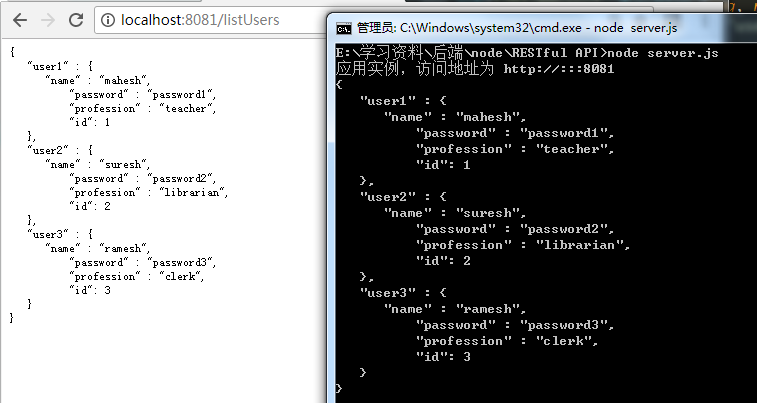 localhost:8081/listUsers
{
"user1" : {
"name" : "mahesh",
"password" : "password1",
"profession" : "teacher",
"id": 1
},
"user2" : {
"name" : "suresh",
"password" : "password2",
"profession" : "librarian",
"id": 2
},
"user3" : {
"name" : "ramesh",
"password" : "password3",
"profession" : "clerk",
"id": 3
}
}
管理员: C:\Windows\system32\cmd.exe - node server.js
E:\学习资料\后端\node\RESTful API>node server.js
应用实例，访问地址为 http://:::8081
{
"user1" : {
"name" : "mahesh",
"password" : "password1",
"profession" : "teacher",
"id": 1
},
"user2" : {
"name" : "suresh",
"password" : "password2",
"profession" : "librarian",
"id": 2
},
"user3" : {
"name" : "ramesh",
"password" : "password3",
"profession" : "clerk",
"id": 3
}
}